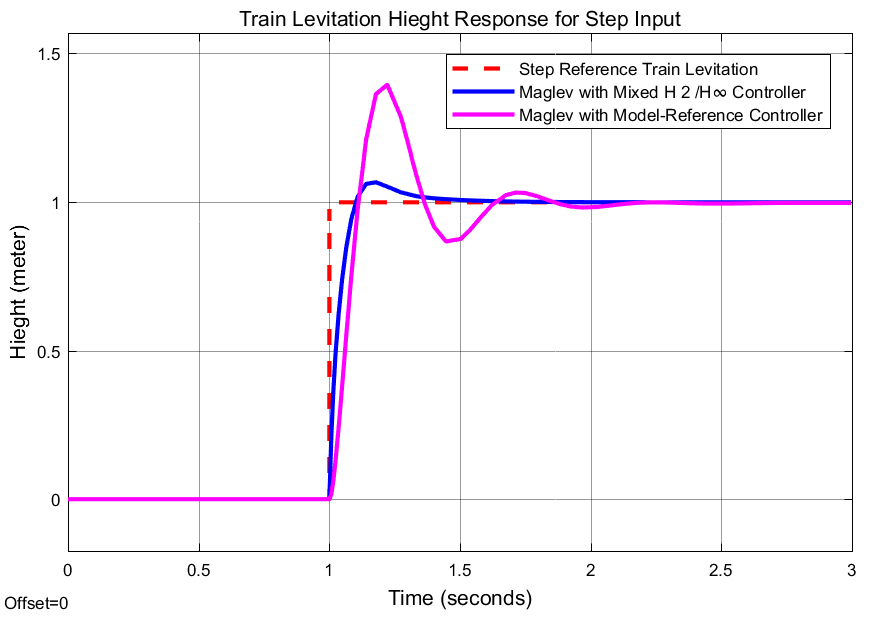 Train Levitation Hieght Response for Step Input
1.5
Step Reference Train Levitation
Maglev with Mixed H 2 /H∞ Controller
Maglev with Model-Reference Controller
1
Hieght (meter)
0.5
0
0
0.5
1
1.5
2
2.5
3
Time (seconds)
Offset=0